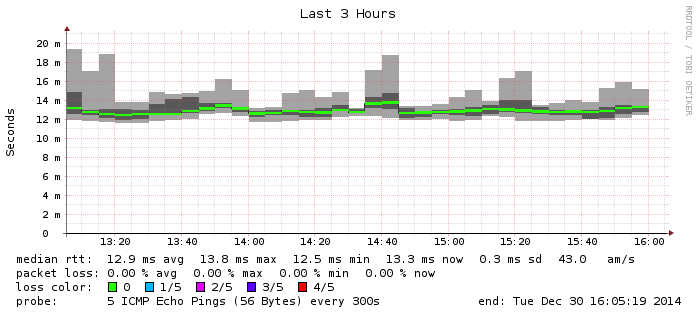 Last 3 Hours
RRDTOOL / TOBI OETIKER
Seconds
20 m
18 m
16 m
14 m
12 m
10 m
8 m
6 m
4 m
2 m
0
13:20 13:40 14:00 14:20 14:40 15:00 15:20 15:40 16:00
median rtt: 12.9 ms avg 13.8 ms max 12.5 ms min 13.3 ms now 0.3 ms sd 43.0 am/s
packet loss: 0.00 % avg 0.00 % max 0.00 % min 0.00 % now
loss color: 0 1/5 2/5 3/5 4/5
probe: 5 ICMP Echo Pings (56 Bytes) every 300s end: Tue Dec 30 16:05:19 2014